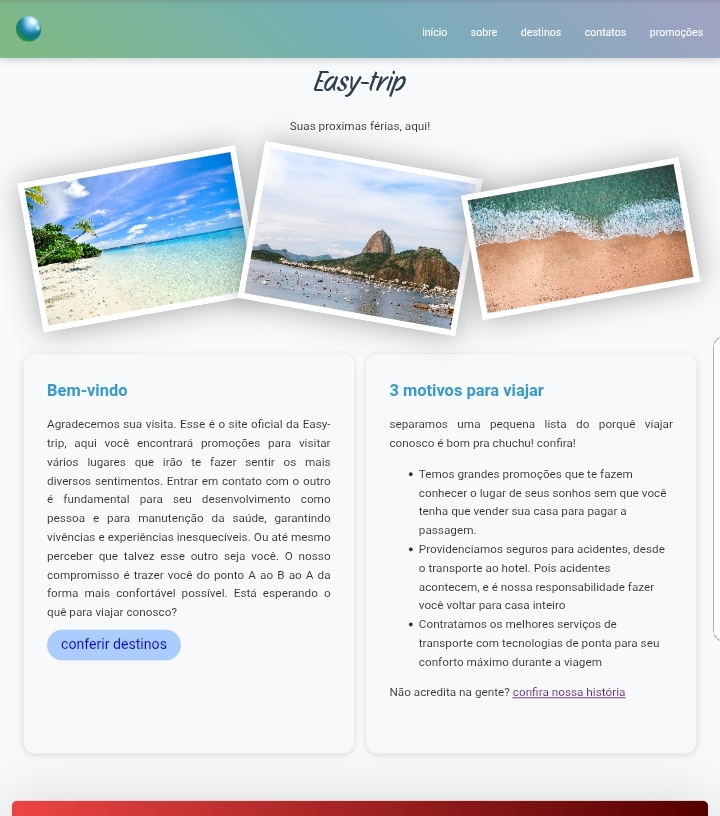 início sobre destinos contatos promoções
Easy-trip
Suas proximas férias, aqui!
Bem-vindo
Agradecemos sua visita. Esse é o site oficial da Easy-
trip, aqui você encontrará promoções para visitar
vários lugares que irão te fazer sentir os mais
diversos sentimentos. Entrar em contato com o outro
é fundamental para seu desenvolvimento como
pessoa e para manutenção da saúde, garantindo
vivências e experiências inesquecíveis. Ou até mesmo
perceber que talvez esse outro seja você. O nosso
compromisso é trazer você do ponto A ao B ao A da
forma mais confortável possível. Está esperando o
quê para viajar conosco?
conferir destinos
3 motivos para viajar
separamos uma pequena lista do porquê viajar
conosco é bom pra chuchu! confira!
Temos grandes promoções que te fazem
conhecer o lugar de seus sonhos sem que você
tenha que vender sua casa para pagar a
passagem.
Providenciamos seguros para acidentes, desde
o transporte ao hotel. Pois acidentes
acontecem, e é nossa responsabilidade fazer
você voltar para casa inteiro
Contratamos os melhores serviços de
transporte com tecnologias de ponta para seu
conforto máximo durante a viagem
Não acredita na gente? confira nossa história